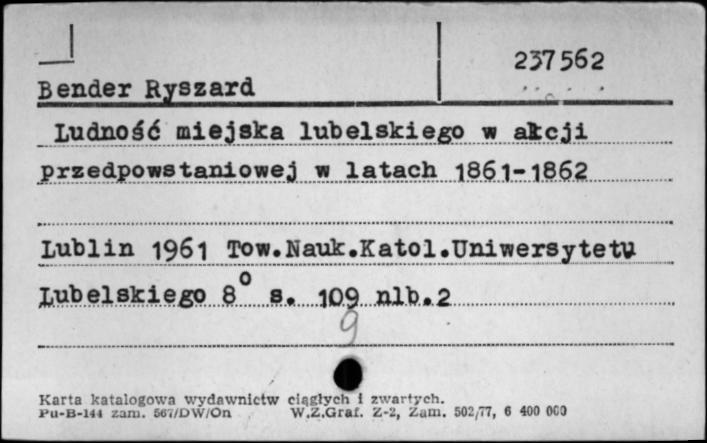 237562
Bender Ryszard
Ludność miejska lubelskiego w akcji
przedpowstaniowej w latach 1861-1862
Lublin 1961 Tow.Nauk.Katol.Uniwersytetu
Lubelskiego 8° s. 109 nlb.2
9
Karta katalogowa wydawnictw ciągłych i zwartych.
Pu-B-144 zam. 567/DW/On W.Z.Graf. Z-2, Zam. 502/77, 6 400 000